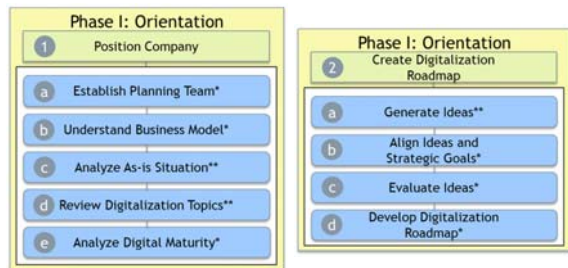 Phase I: Orientation
1 Position Company
a Establish Planning Team*
b Understand Business Model*
c Analyze As-is Situation**
d Review Digitalization Topics**
e Analyze Digital Maturity*
Phase I: Orientation
2 Create Digitalization
Roadmap
a Generate Ideas**
b Align Ideas and
Strategic Goals*
c Evaluate Ideas*
d Develop Digitalization
Roadmap*